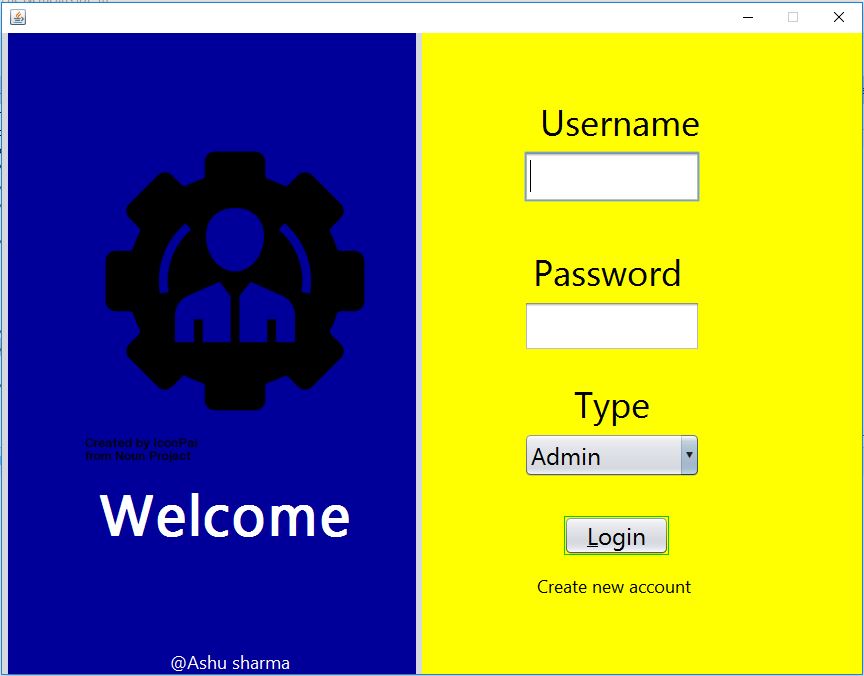 Created by IconPai
from Noun Project
Welcome
@Ashu sharma
Username
Password
Type
Admin
Login
Create new account